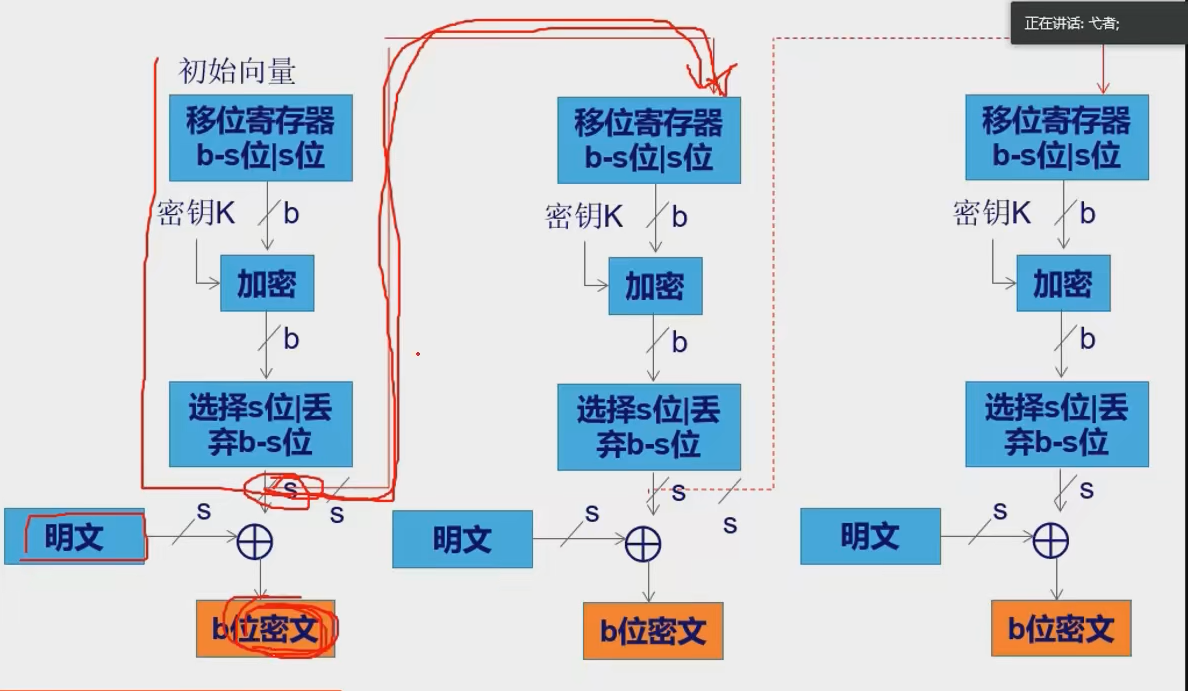 正在讲话: 弋者;
初始向量
移位寄存器
b-s位|s位
密钥K
b
加密
b
选择s位|丢
弃b-s位
s
s
明文
s
b位密文
移位寄存器
b-s位|s位
密钥K
b
加密
b
选择s位|丢
弃b-s位
s
s
明文
s
b位密文
移位寄存器
b-s位|s位
密钥K
b
加密
b
选择s位|丢
弃b-s位
s
明文
s
b位密文